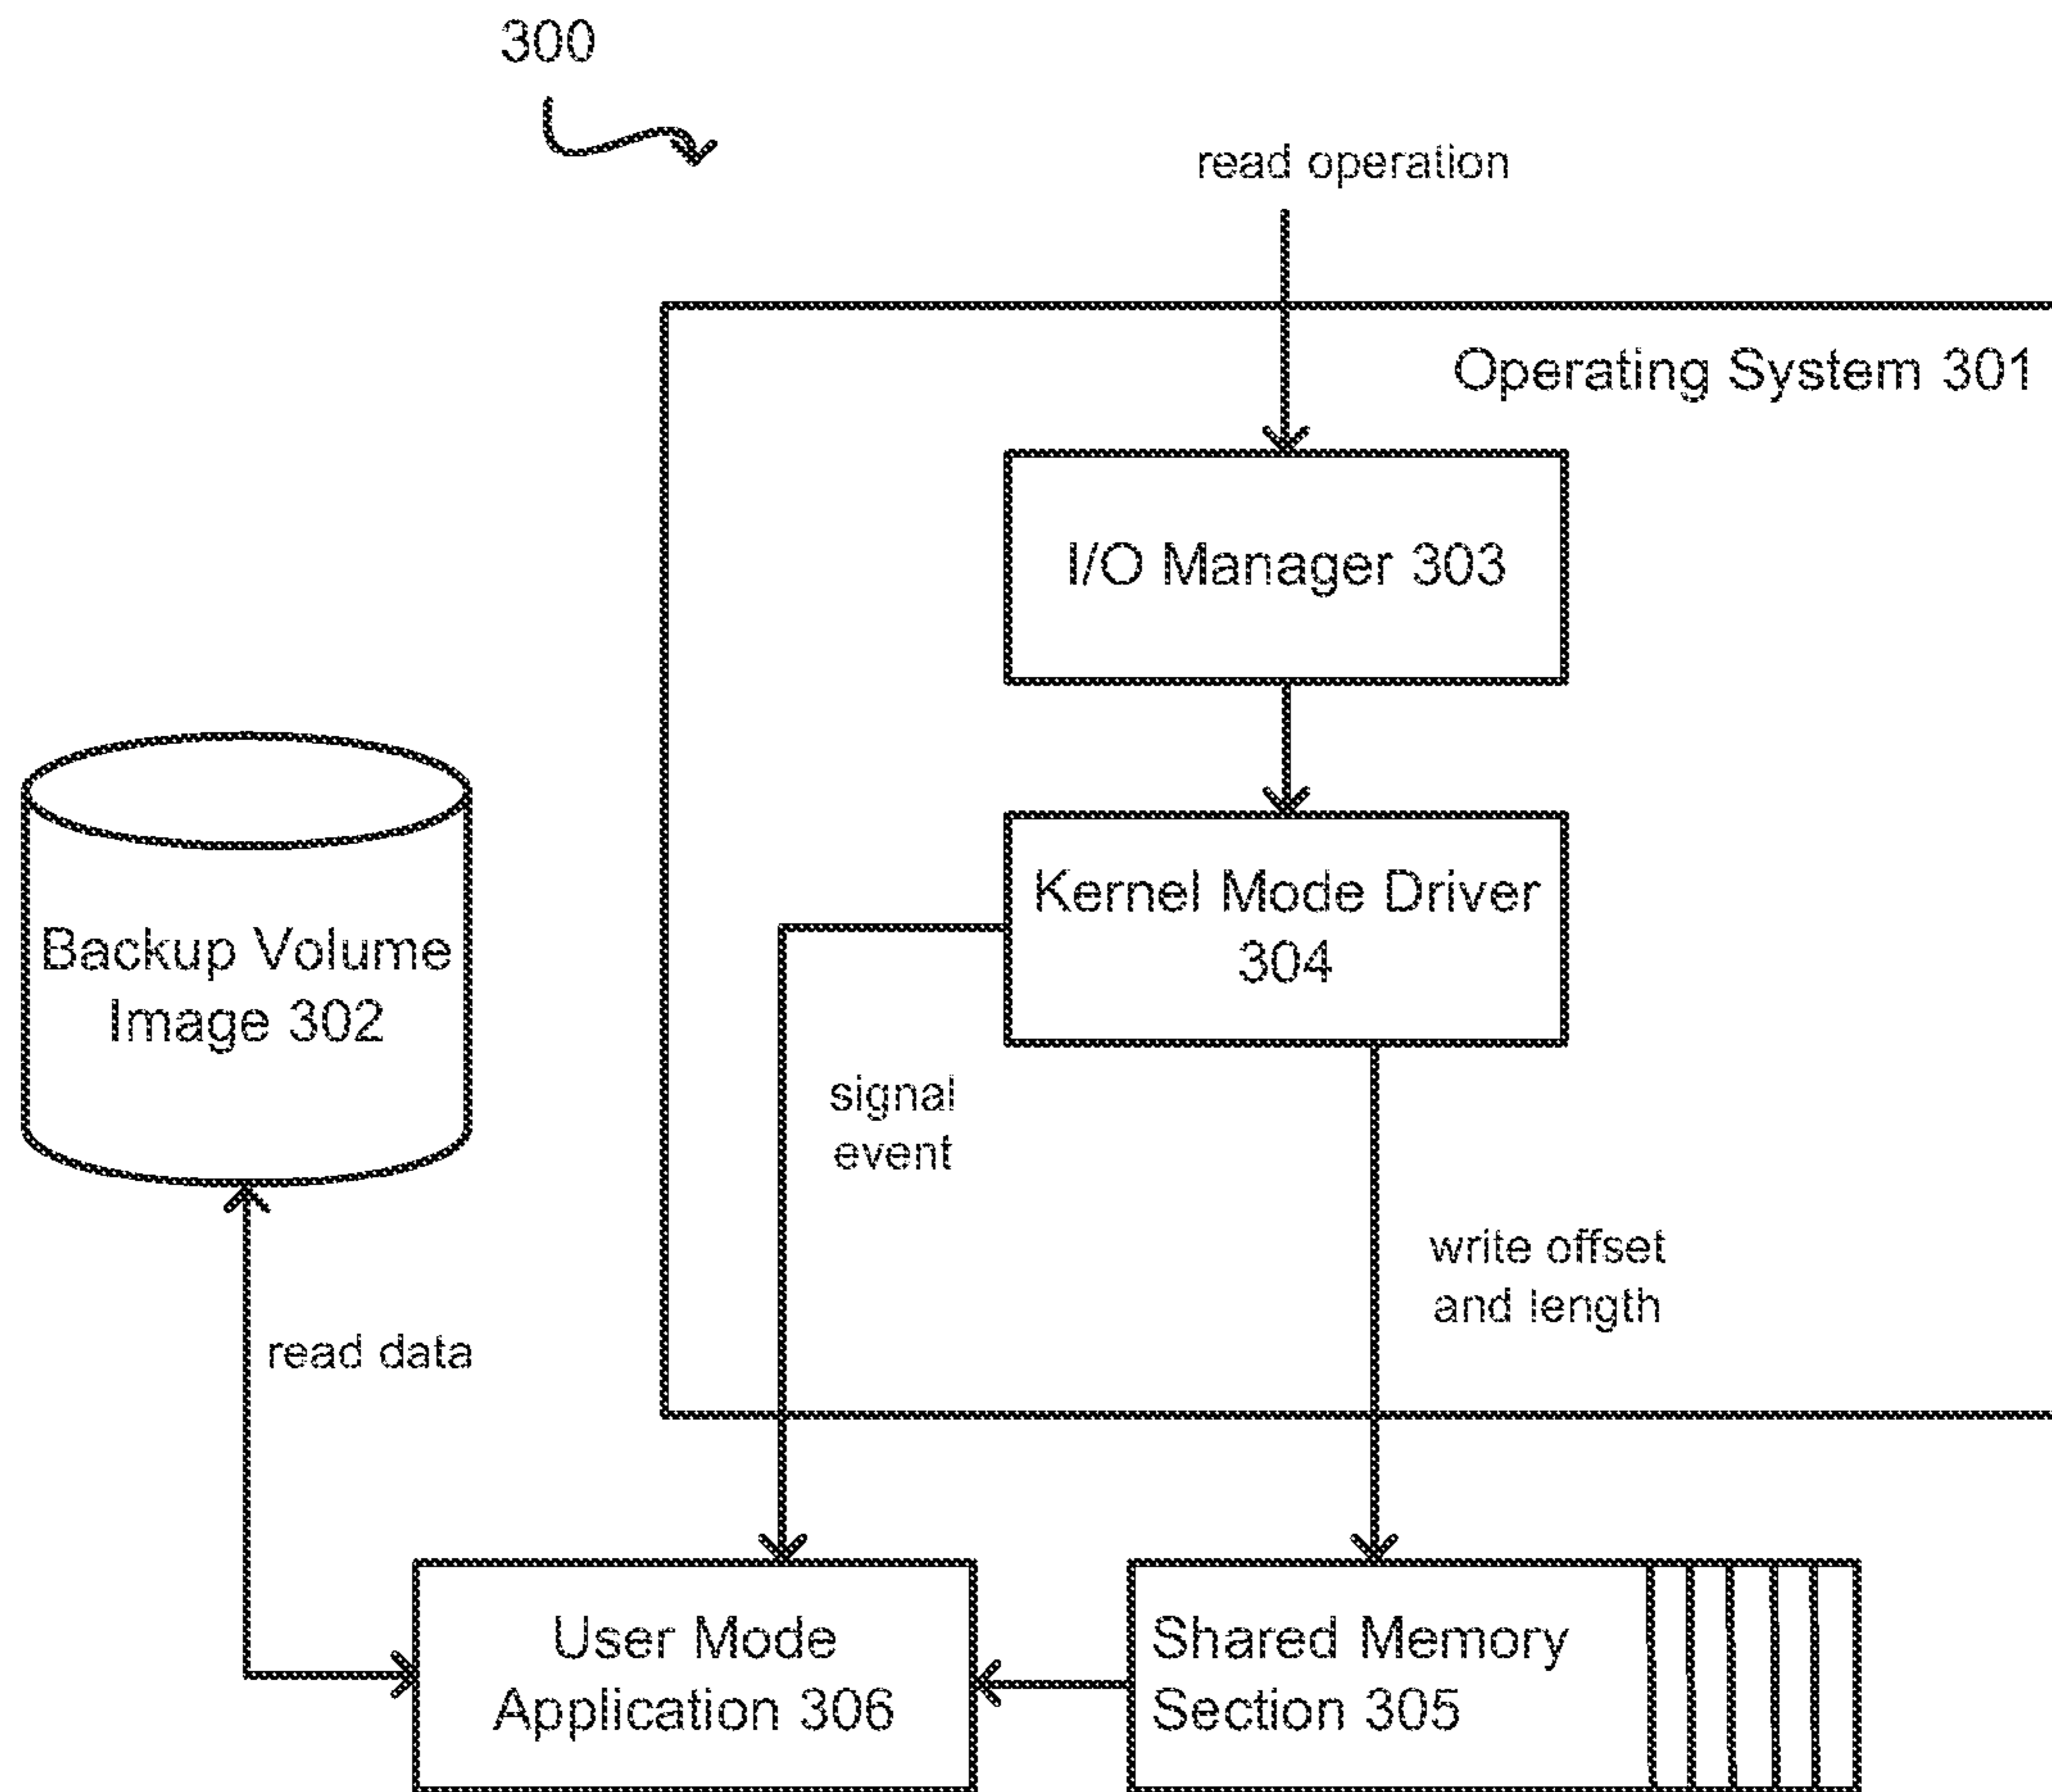 300
read operation
Operating System 301
I/O Manager 303
Kernel Mode Driver
304
Backup Volume
Image 302
signal
event
write offset
and length
read data
User Mode
Application 306
Shared Memory
Section 305